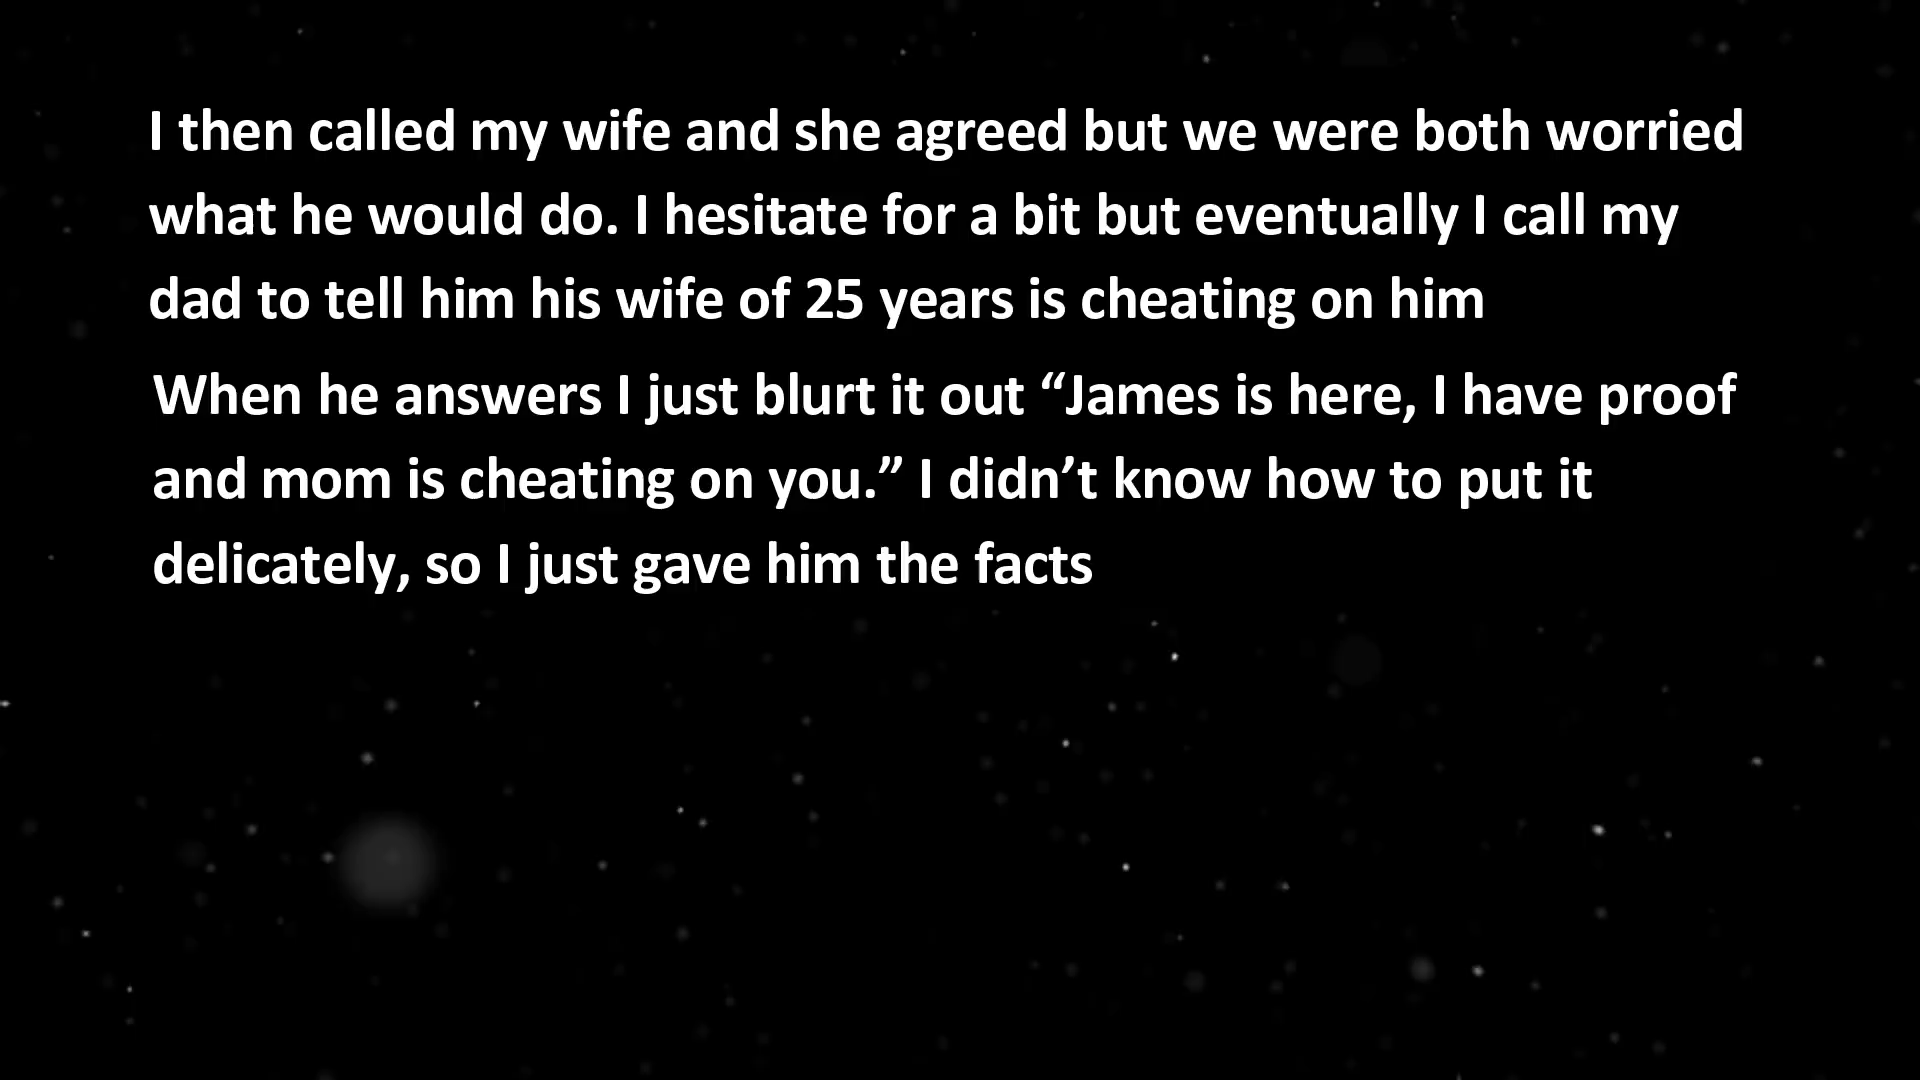 I then called my wife and she agreed but we were both worried
what he would do. I hesitate for a bit but eventually I call my
dad to tell him his wife of 25 years is cheating on him
When he answers I just blurt it out “James is here, I have proof
and mom is cheating on you.” I didn’t know how to put it
delicately, so I just gave him the facts